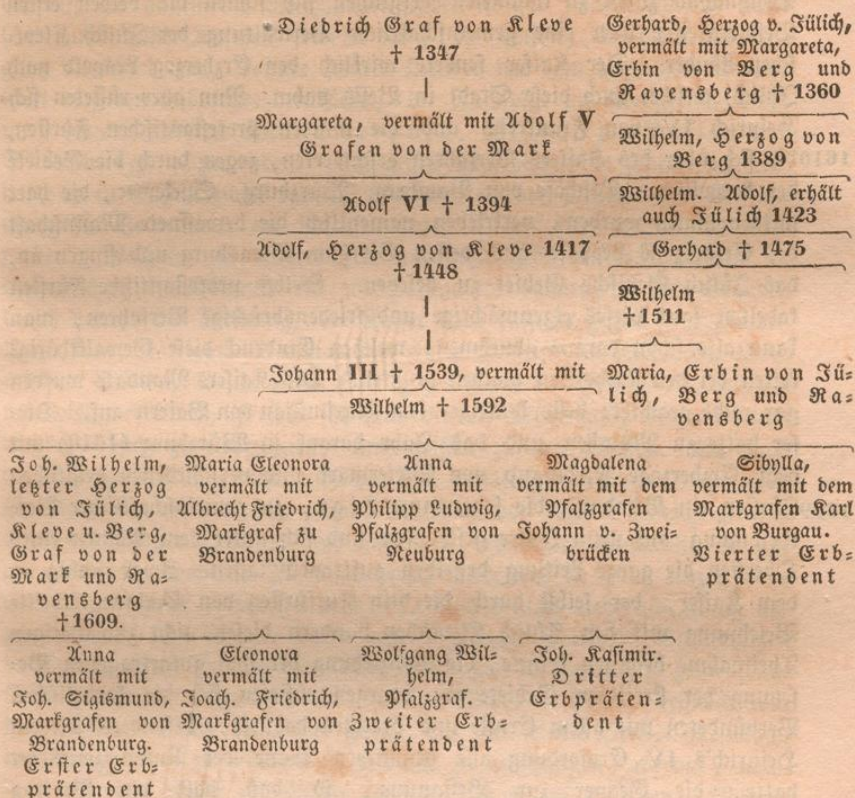 Diedrich Graf von Kleve
† 1347
Gerhard, Herzog v. Jülich,
vermält mit Margareta,
Erbin von Berg und
Ravensberg † 1360
Margareta, vermält mit Adolf V
Grafen von der Mark
Wilhelm, Herzog von
Berg 1389
Adolf VI † 1394
Wilhelm. Adolf, erhält
auch Jülich 1423
Adolf, Herzog von Kleve 1417
† 1448
Gerhard † 1475
Wilhelm
† 1511
Johann III † 1539, vermält mit
Maria, Erbin von Jü=
lich, Berg und Ra=
vensberg
Wilhelm † 1592
Joh. Wilhelm,
letzter Herzog
von Jülich,
Kleve u. Berg,
Graf von der
Mark und Ra=
vensberg
† 1609.
Maria Eleonora
vermält mit
Albrecht Friedrich,
Markgraf zu
Brandenburg
Anna
vermält mit
Philipp Ludwig,
Pfalzgrafen von
Neuburg
Magdalena
vermält mit dem
Pfalzgrafen
Johann v. Zwei=
brücken
Sibylla,
vermält mit dem
Markgrafen Karl
von Burgau.
Vierter Erb=
prätendent
Anna
vermält mit
Joh. Sigismund,
Markgrafen von
Brandenburg.
Erster Erb=
prätendent
Eleonora
vermält mit
Joach. Friedrich,
Markgrafen von
Brandenburg
Wolfgang Wil=
helm,
Pfalzgraf.
Zweiter Erb=
prätendent
Joh. Kasimir.
Dritter
Erbpräten=
dent